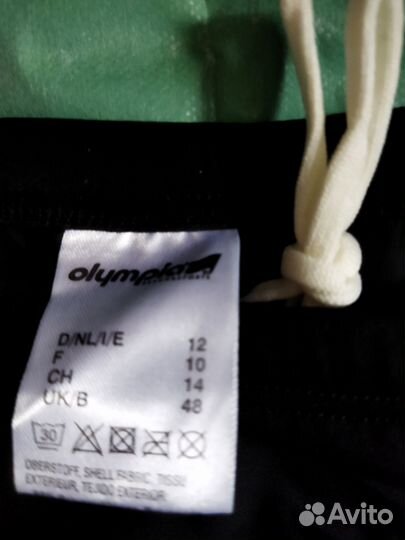 olympia
D/NL/I/E 12
F 10
CH 14
UK/B 48
30
OBERSTOFF, SHELL FABRIC, TISSU
EXTERIEUR, TEJIDO EXTERIOR
Avito